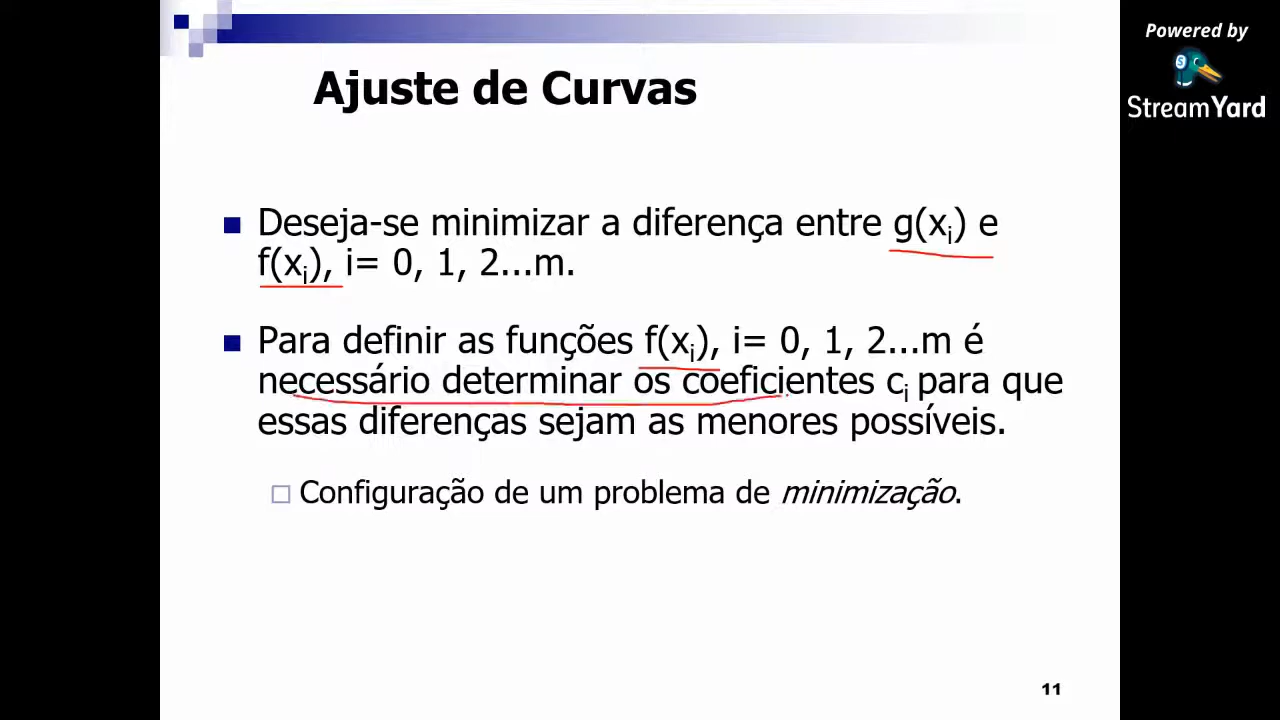 Powered by
StreamYard
Ajuste de Curvas
Deseja-se minimizar a diferença entre g(xᵢ) e
f(xᵢ), i= 0, 1, 2...m.
Para definir as funções f(xᵢ), i= 0, 1, 2...m é
necessário determinar os coeficientes cᵢ para que
essas diferenças sejam as menores possíveis.
Configuração de um problema de minimização.
11